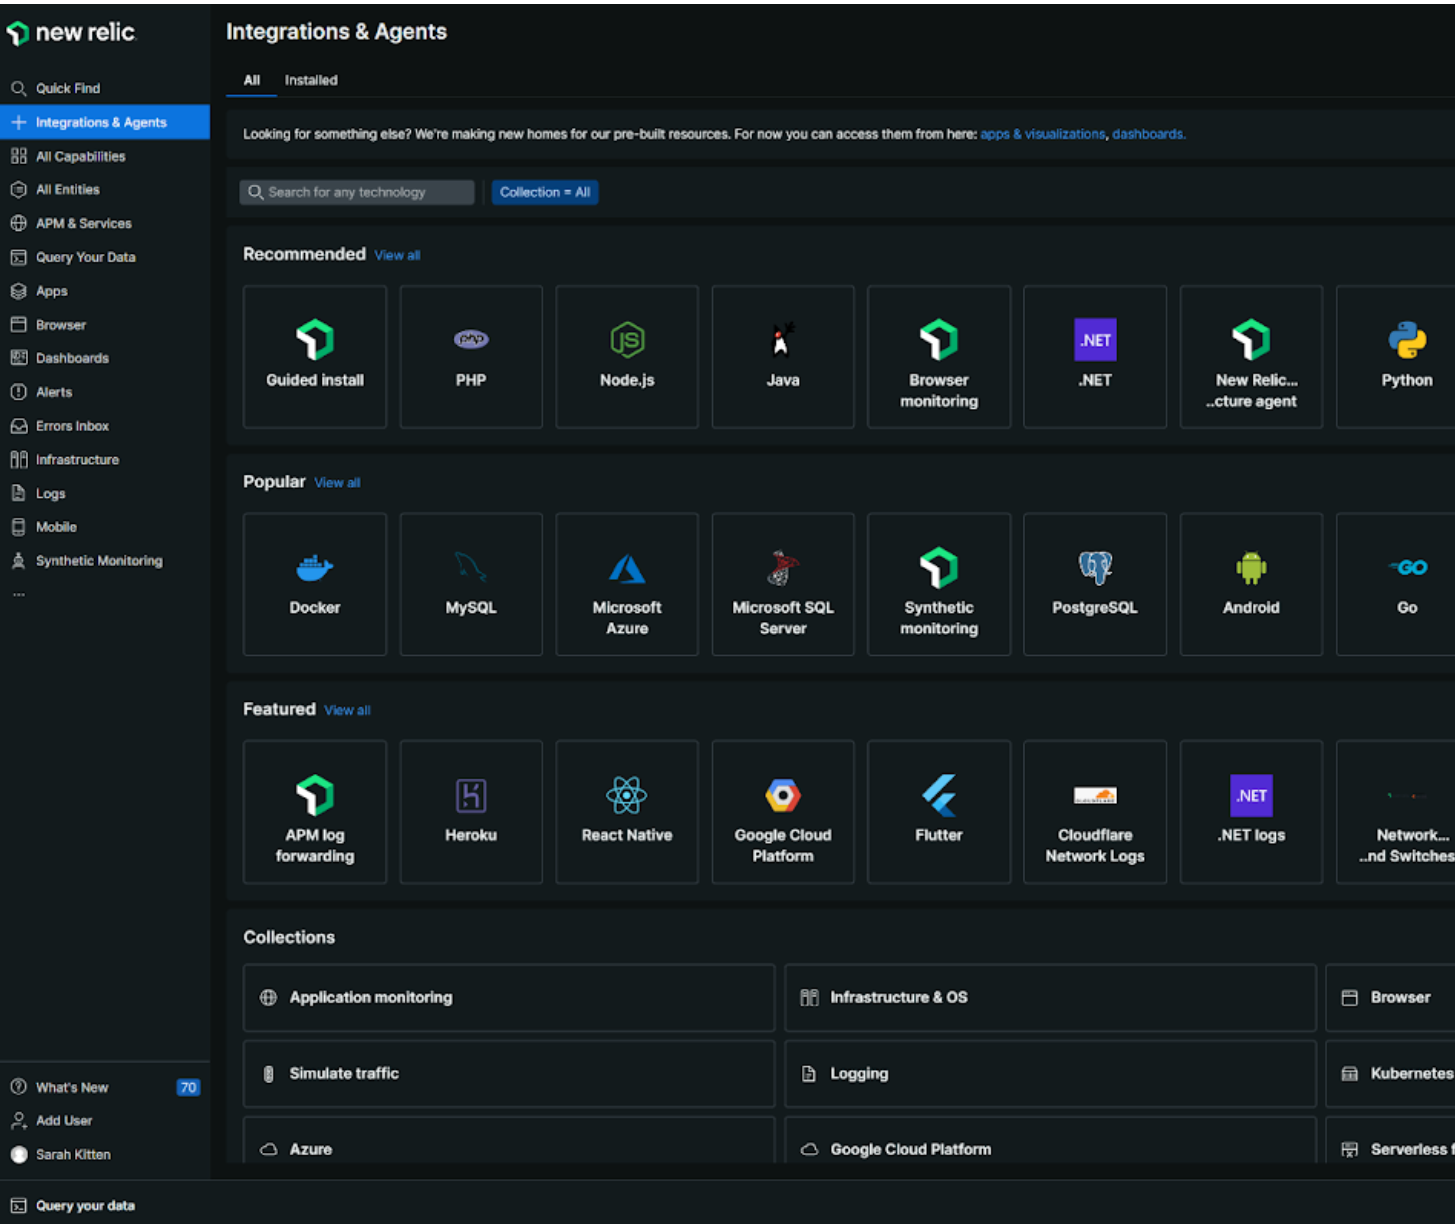 new relic
Quick Find
Integrations & Agents
All Capabilities
All Entities
APM & Services
Query Your Data
Apps
Browser
Dashboards
Alerts
Errors Inbox
Infrastructure
Logs
Mobile
Synthetic Monitoring
...
What's New 70
Add User
Sarah Kitten
Query your data
Integrations & Agents
All Installed
Looking for something else? We're making new homes for our pre-built resources. For now you can access them from here: apps & visualizations, dashboards.
Search for any technology Collection = All
Recommended View all
Guided install
php
PHP
JS
Node.js
Java
Browser
monitoring
.NET
.NET
New Relic...
..cture agent
Python
Popular View all
Docker
MySQL
Microsoft
Azure
Microsoft SQL
Server
Synthetic
monitoring
PostgreSQL
Android
GO
Go
Featured View all
APM log
forwarding
Heroku
React Native
Google Cloud
Platform
Flutter
CLOUDFLARE
Cloudflare
Network Logs
.NET
.NET logs
Network...
..nd Switches
Collections
Application monitoring
Infrastructure & OS
Browser
Simulate traffic
Logging
Kubernetes
Azure
Google Cloud Platform
Serverless f